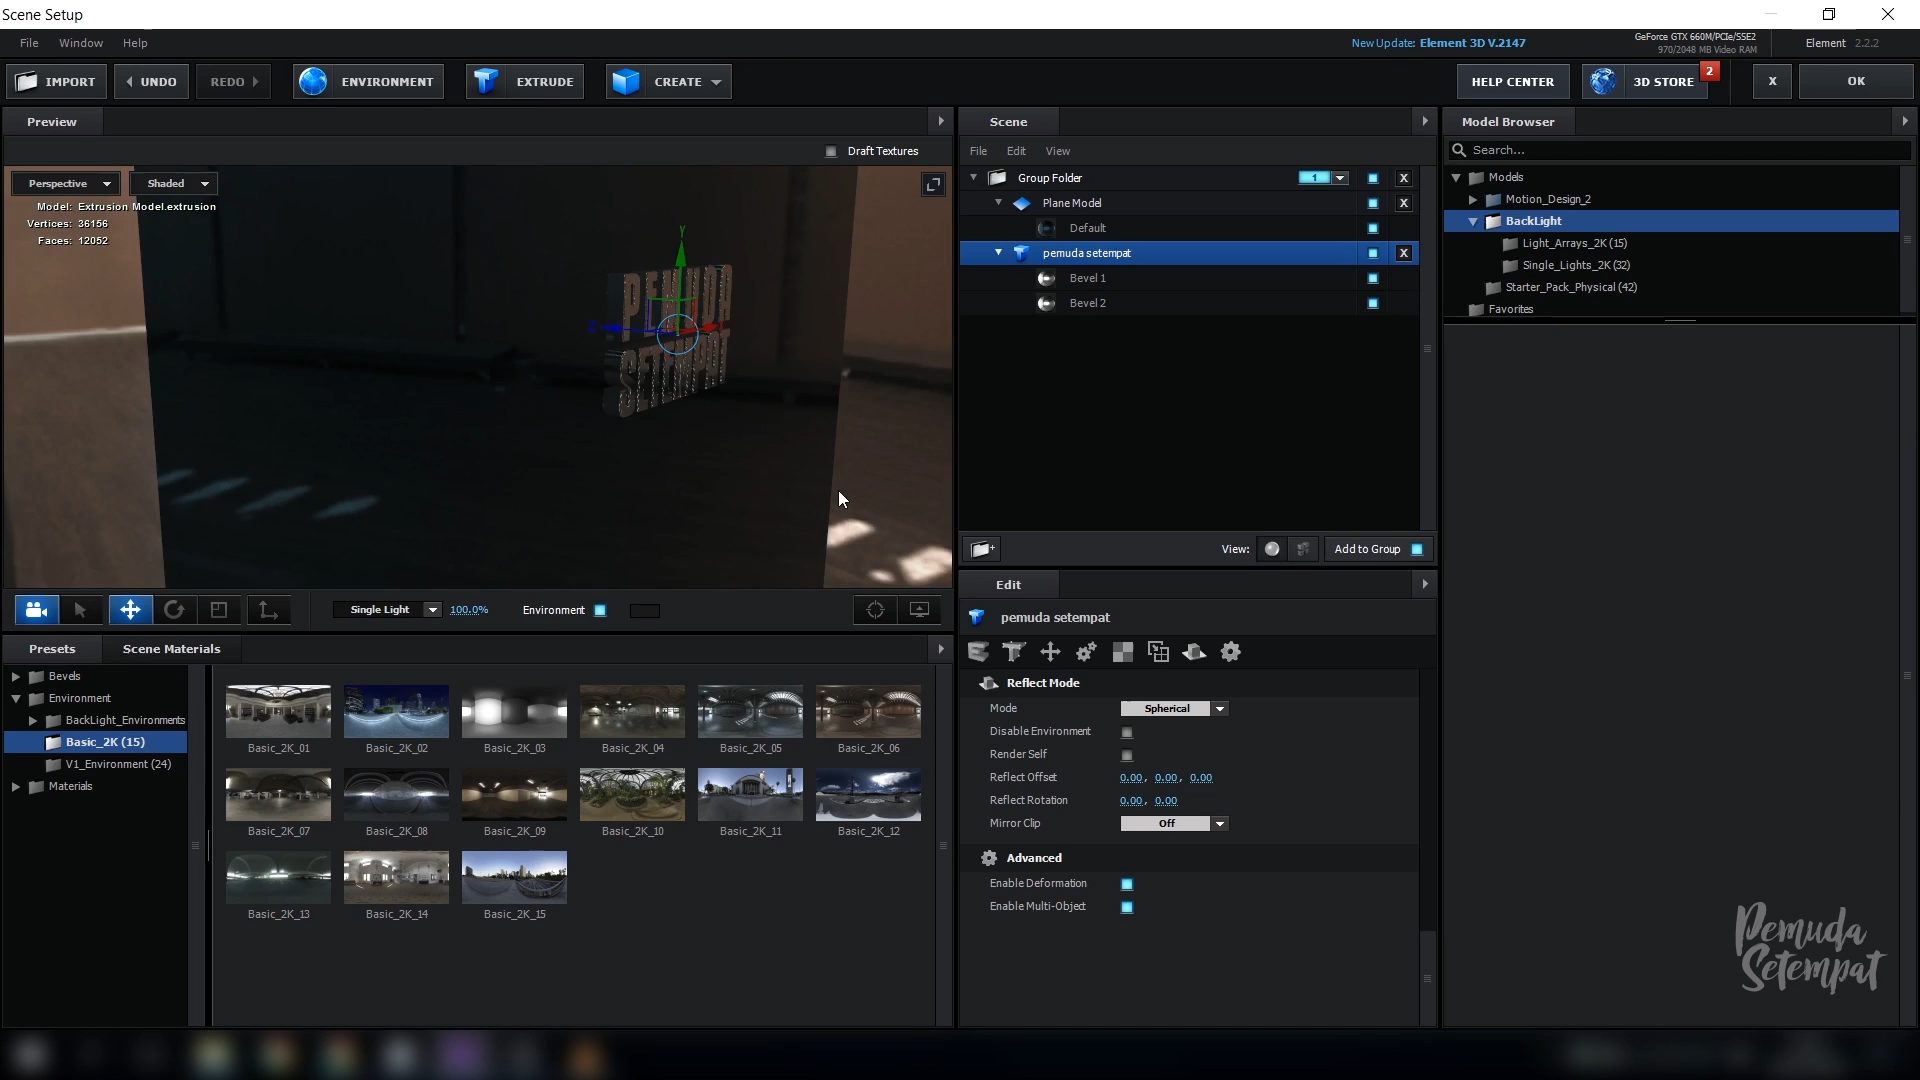 Scene Setup
File Window Help
New Update: Element 3D V.2147
GeForce GTX 660M/PCIe/SSE2
970/2048 MB Video RAM
Element 2.2.2
IMPORT UNDO REDO ENVIRONMENT EXTRUDE CREATE HELP CENTER 3D STORE 2 X OK
Preview
Draft Textures
Perspective Shaded
Model: Extrusion Model.extrusion
Vertices: 36156
Faces: 12052
Y
Z
PEMUDA
SETEMPAT
Single Light 100.0% Environment
Presets Scene Materials
Bevels
Environment
BackLight_Environments
Basic_2K (15)
V1_Environment (24)
Materials
Basic_2K_01 Basic_2K_02 Basic_2K_03 Basic_2K_04 Basic_2K_05 Basic_2K_06
Basic_2K_07 Basic_2K_08 Basic_2K_09 Basic_2K_10 Basic_2K_11 Basic_2K_12
Basic_2K_13 Basic_2K_14 Basic_2K_15
Scene
File Edit View
Group Folder 1 X
Plane Model X
Default
pemuda setempat X
Bevel 1
Bevel 2
View: Add to Group
Edit
pemuda setempat
Reflect Mode
Mode Spherical
Disable Environment
Render Self
Reflect Offset 0.00, 0.00, 0.00
Reflect Rotation 0.00, 0.00
Mirror Clip Off
Advanced
Enable Deformation
Enable Multi-Object
Model Browser
Search...
Models
Motion_Design_2
BackLight
Light_Arrays_2K (15)
Single_Lights_2K (32)
Starter_Pack_Physical (42)
Favorites
Pemuda
Setempat